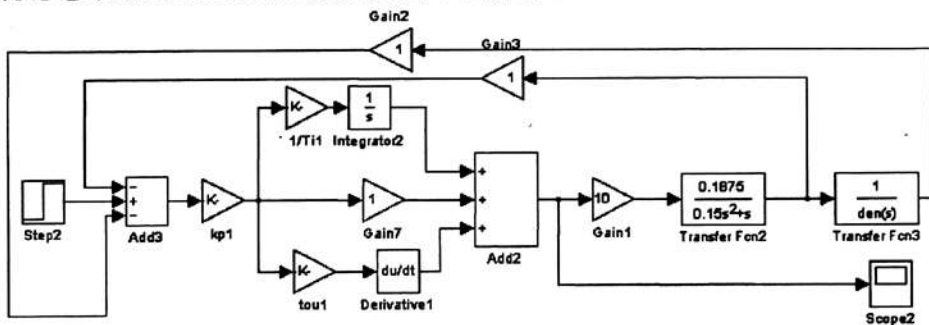 Gain2
1
Gain3
1
K-
1/Ti1
1
s
Integrator2
Step2
−
+
−
Add3
K-
kp1
1
Gain7
K-
tou1
du/dt
Derivative1
+
+
+
Add2
10
Gain1
0.1875
0.15s²+s
Transfer Fcn2
1
den(s)
Transfer Fcn3
Scope2